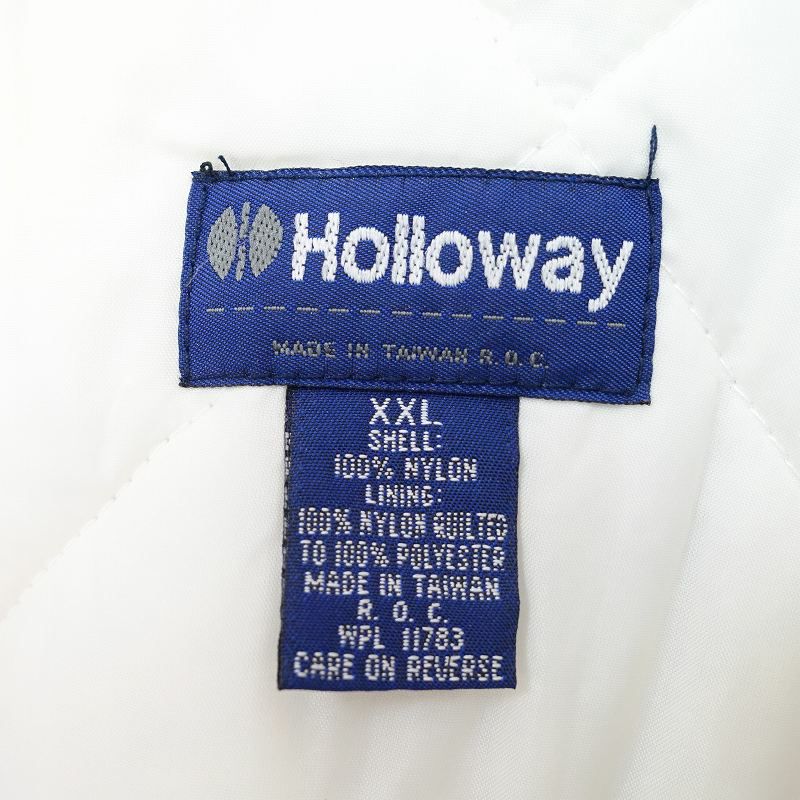 Holloway
MADE IN TAIWAN R.O.C.
XXL
SHELL:
100% NYLON
LINING:
100% NYLON QUILTED
TO 100% POLYESTER
MADE IN TAIWAN
R. O. C.
WPL 11783
CARE ON REVERSE